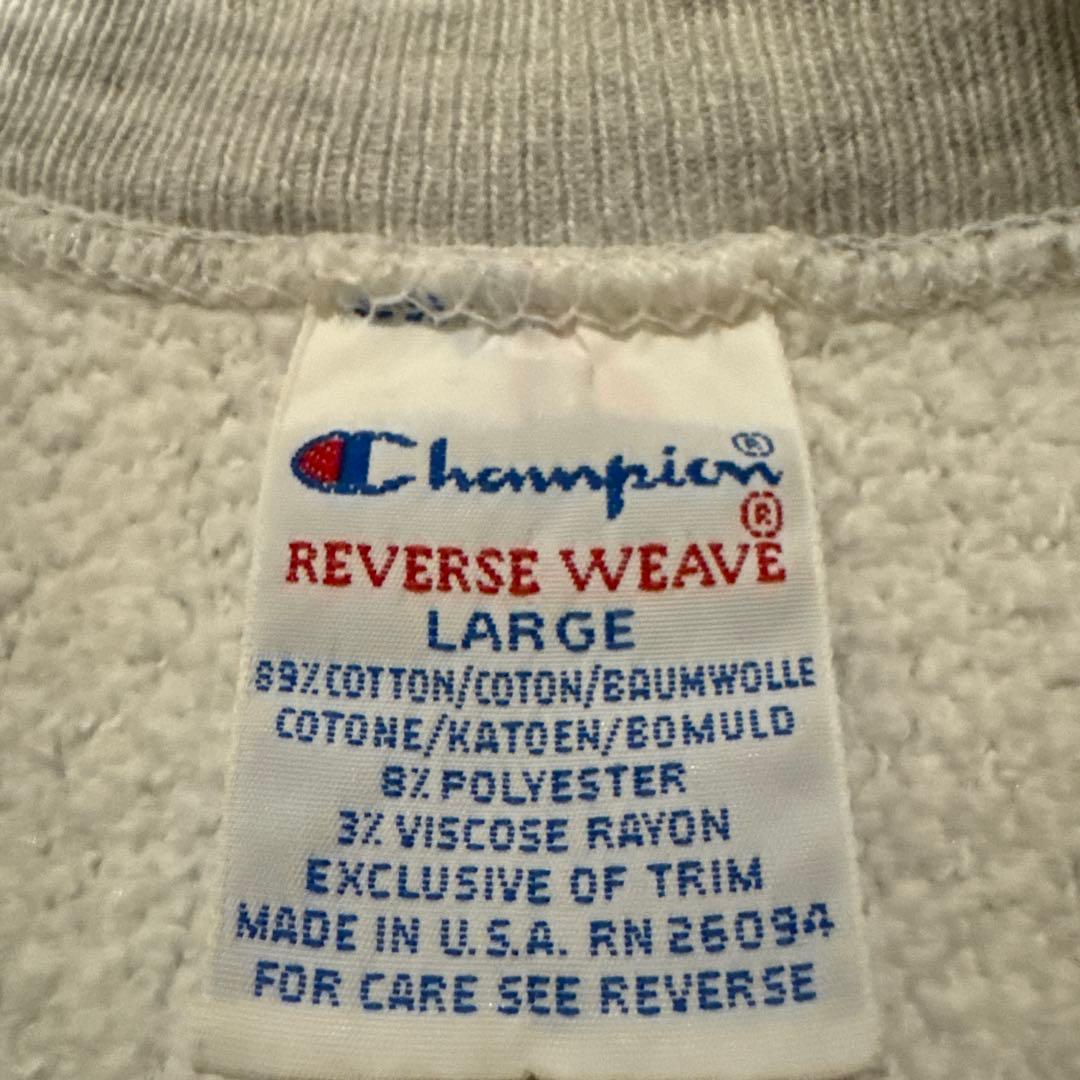 Champion®
®
REVERSE WEAVE
LARGE
89% COTTON/COTON/BAUMWOLLE
COTONE/KATOEN/BOMULD
8% POLYESTER
3% VISCOSE RAYON
EXCLUSIVE OF TRIM
MADE IN U.S.A. RN 26094
FOR CARE SEE REVERSE